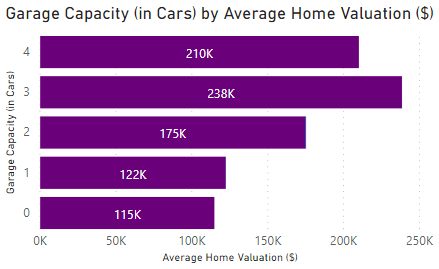 Garage Capacity (in Cars) by Average Home Valuation ($)
Garage Capacity (in Cars)
4
210K
3
238K
2
175K
1
122K
0
115K
0K 50K 100K 150K 200K 250K
Average Home Valuation ($)